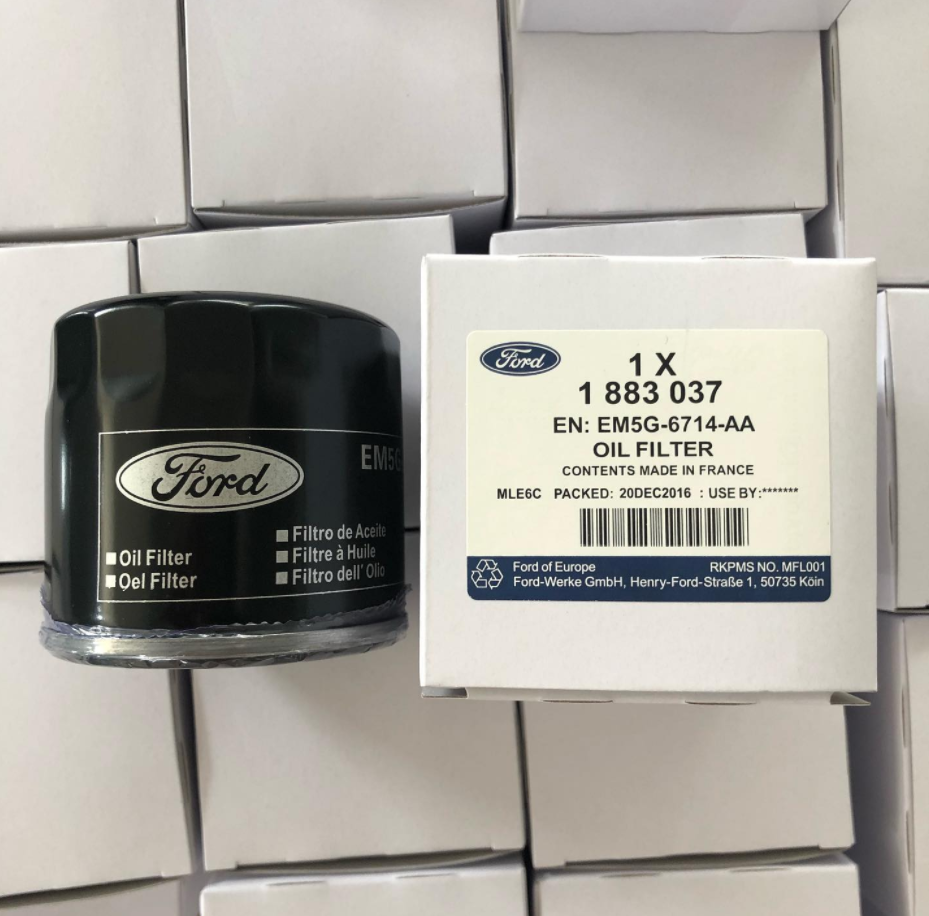 Ford
EM5G
Oil Filter
Oel Filter
Filtro de Aceite
Filtre à Huile
Filtro dell' Olio
Ford
1 X
1 883 037
EN: EM5G-6714-AA
OIL FILTER
CONTENTS MADE IN FRANCE
MLE6C PACKED: 20DEC2016 : USE BY:*******
Ford of Europe RKPMS NO. MFL001
Ford-Werke GmbH, Henry-Ford-Straße 1, 50735 Köin